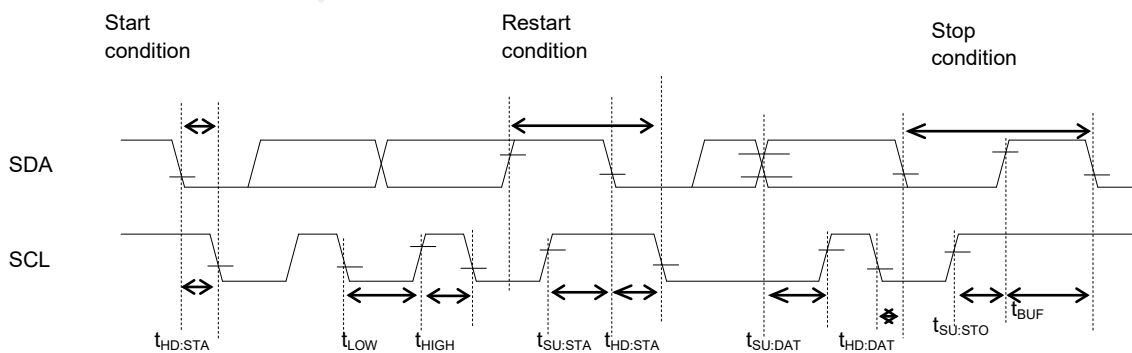 Start
condition
Restart
condition
Stop
condition
SDA
SCL
tHD:STA
tLOW
tHIGH
tSU:STA
tHD:STA
tSU:DAT
tHD:DAT
tSU:STO
tBUF